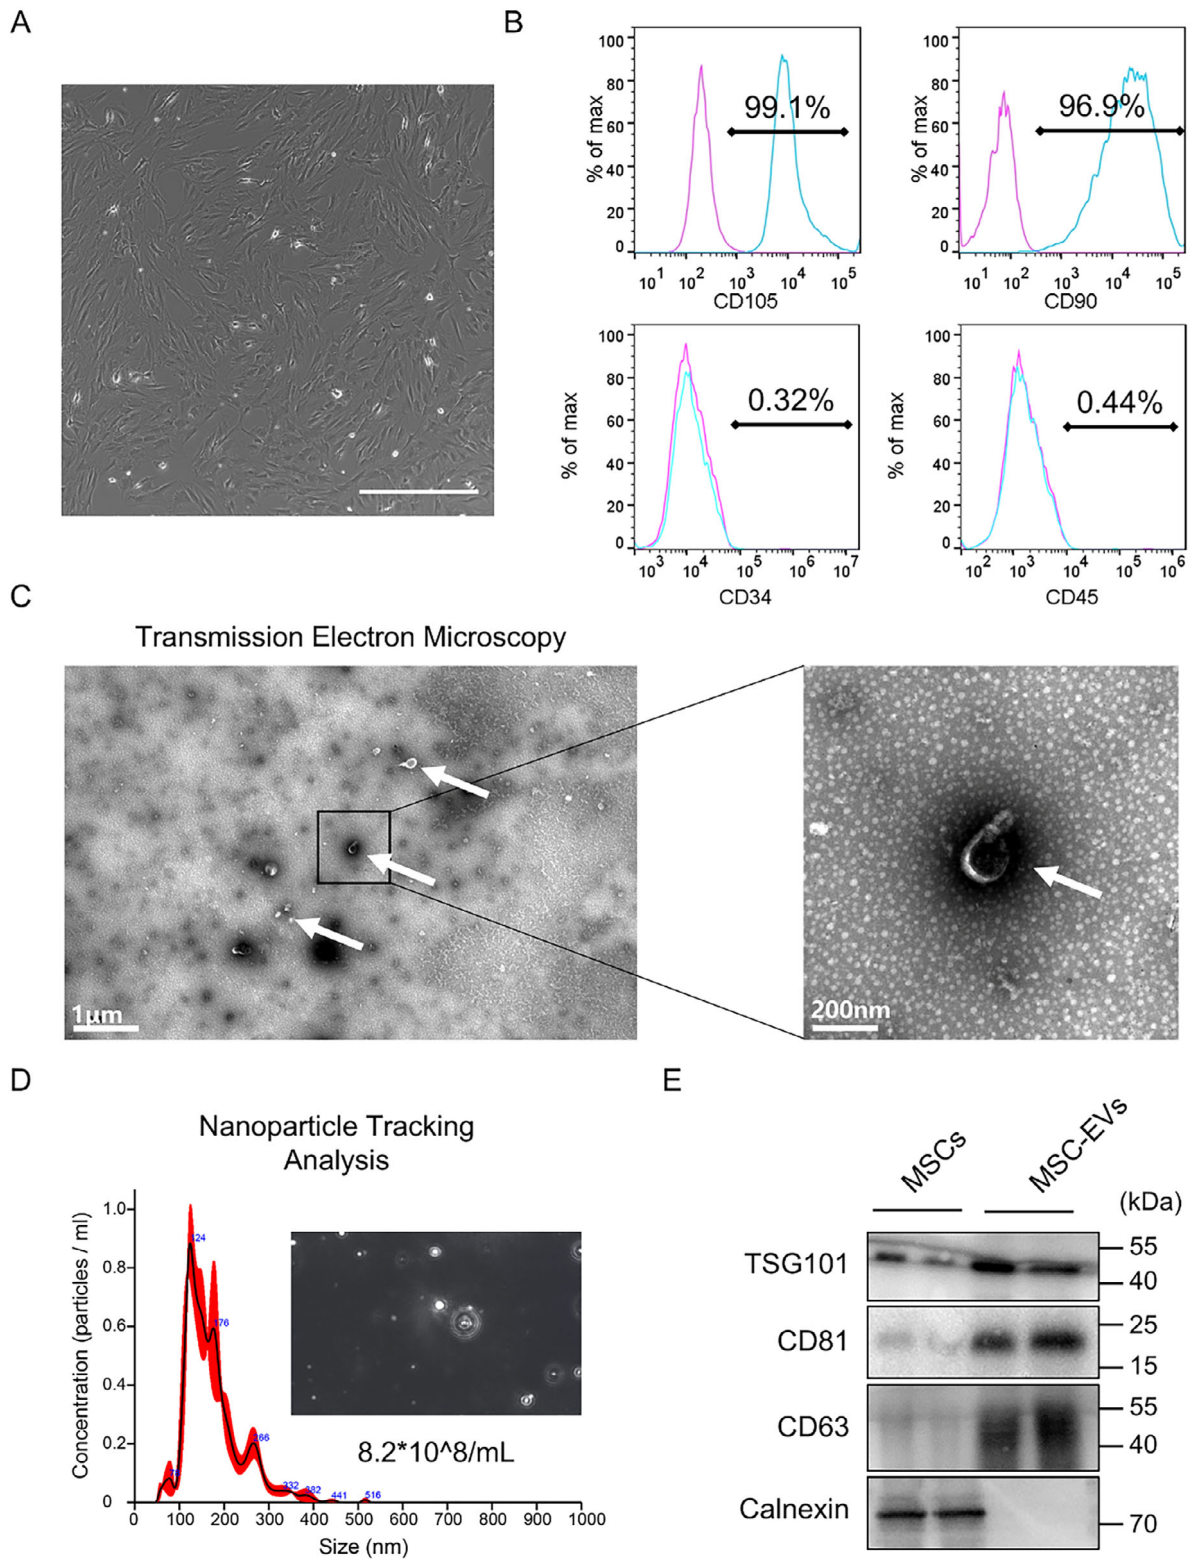 A
B
100
80
60
40
20
0
% of max
99.1%
10^1 10^2 10^3 10^4 10^5
CD105
100
80
60
40
20
0
% of max
96.9%
10^1 10^2 10^3 10^4 10^5
CD90
100
80
60
40
20
0
% of max
0.32%
10^3 10^4 10^5 10^6 10^7
CD34
100
80
60
40
20
0
% of max
0.44%
10^2 10^3 10^4 10^5 10^6
CD45
C
Transmission Electron Microscopy
1μm
200nm
D
Nanoparticle Tracking
Analysis
Concentration (particles / ml)
1.0
0.8
0.6
0.4
0.2
0
124
176
266
332
382
441
516
8.2*10^8/mL
0 100 200 300 400 500 600 700 800 900 1000
Size (nm)
E
MSCs
MSC-EVs
(kDa)
TSG101
55
40
CD81
25
15
CD63
55
40
Calnexin
70